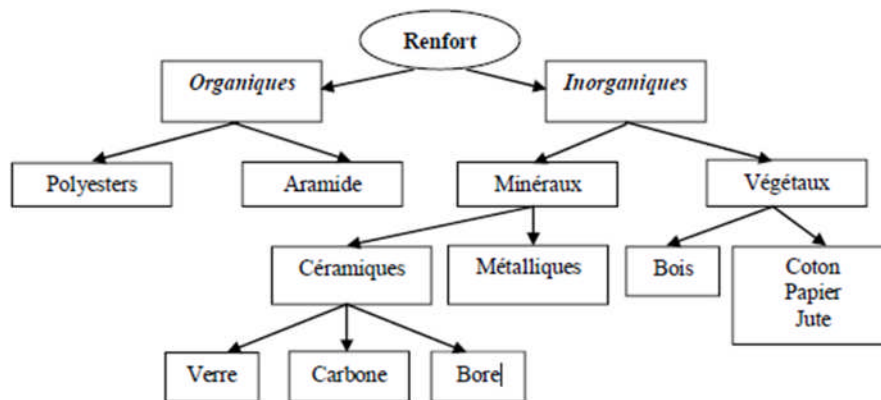 Renfort
Organiques
Inorganiques
Polyesters
Aramide
Minéraux
Végétaux
Céramiques
Métalliques
Bois
Coton
Papier
Jute
Verre
Carbone
Bore